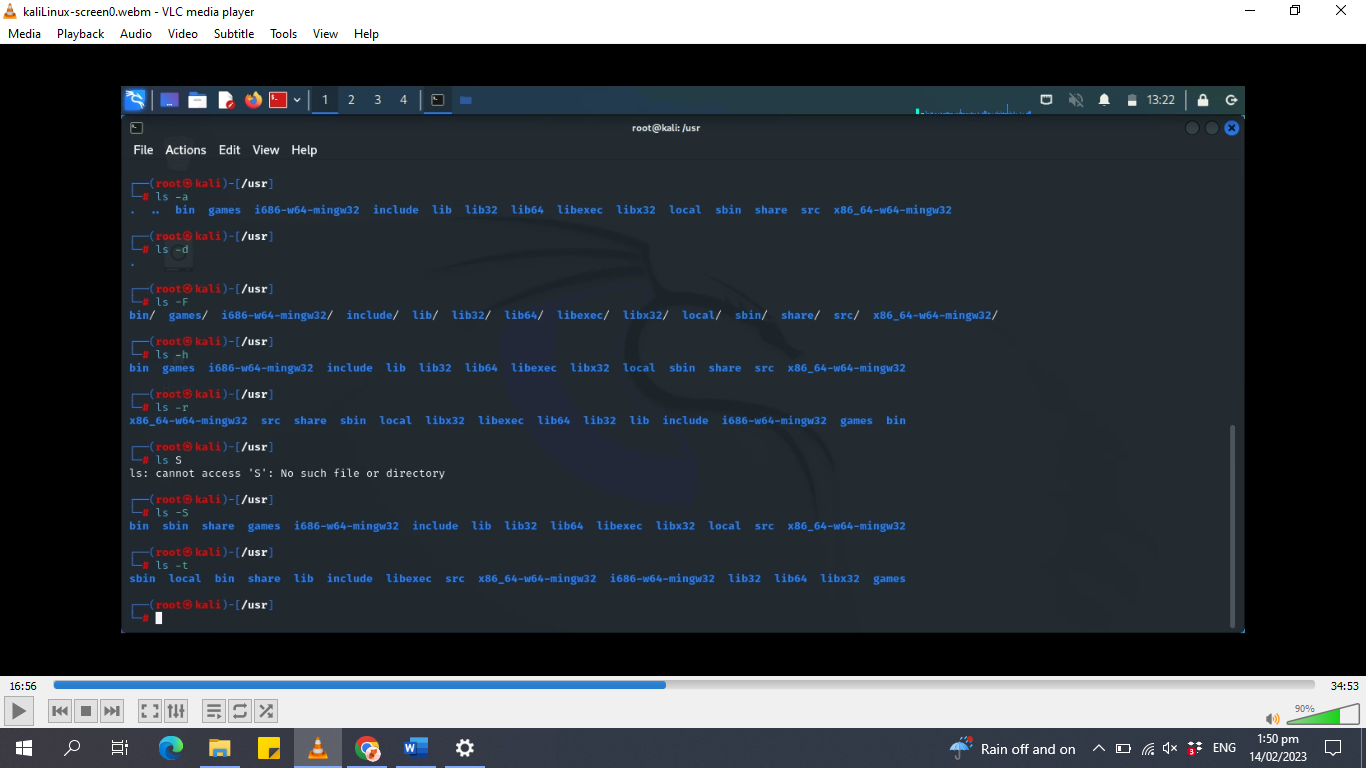 kaliLinux-screen0.webm - VLC media player
Media Playback Audio Video Subtitle Tools View Help
1 2 3 4 13:22
root@kali: /usr
File Actions Edit View Help
┌──(root㉿kali)-[/usr]
└─# ls -a
. .. bin games i686-w64-mingw32 include lib lib32 lib64 libexec libx32 local sbin share src x86_64-w64-mingw32
┌──(root㉿kali)-[/usr]
└─# ls -d
.
┌──(root㉿kali)-[/usr]
└─# ls -F
bin/ games/ i686-w64-mingw32/ include/ lib/ lib32/ lib64/ libexec/ libx32/ local/ sbin/ share/ src/ x86_64-w64-mingw32/
┌──(root㉿kali)-[/usr]
└─# ls -h
bin games i686-w64-mingw32 include lib lib32 lib64 libexec libx32 local sbin share src x86_64-w64-mingw32
┌──(root㉿kali)-[/usr]
└─# ls -r
x86_64-w64-mingw32 src share sbin local libx32 libexec lib64 lib32 lib include i686-w64-mingw32 games bin
┌──(root㉿kali)-[/usr]
└─# ls S
ls: cannot access 'S': No such file or directory
┌──(root㉿kali)-[/usr]
└─# ls -S
bin sbin share games i686-w64-mingw32 include lib lib32 lib64 libexec libx32 local src x86_64-w64-mingw32
┌──(root㉿kali)-[/usr]
└─# ls -t
sbin local bin share lib include libexec src x86_64-w64-mingw32 i686-w64-mingw32 lib32 lib64 libx32 games
┌──(root㉿kali)-[/usr]
└─#
16:56 34:53
90%
Rain off and on ENG 1:50 pm
14/02/2023